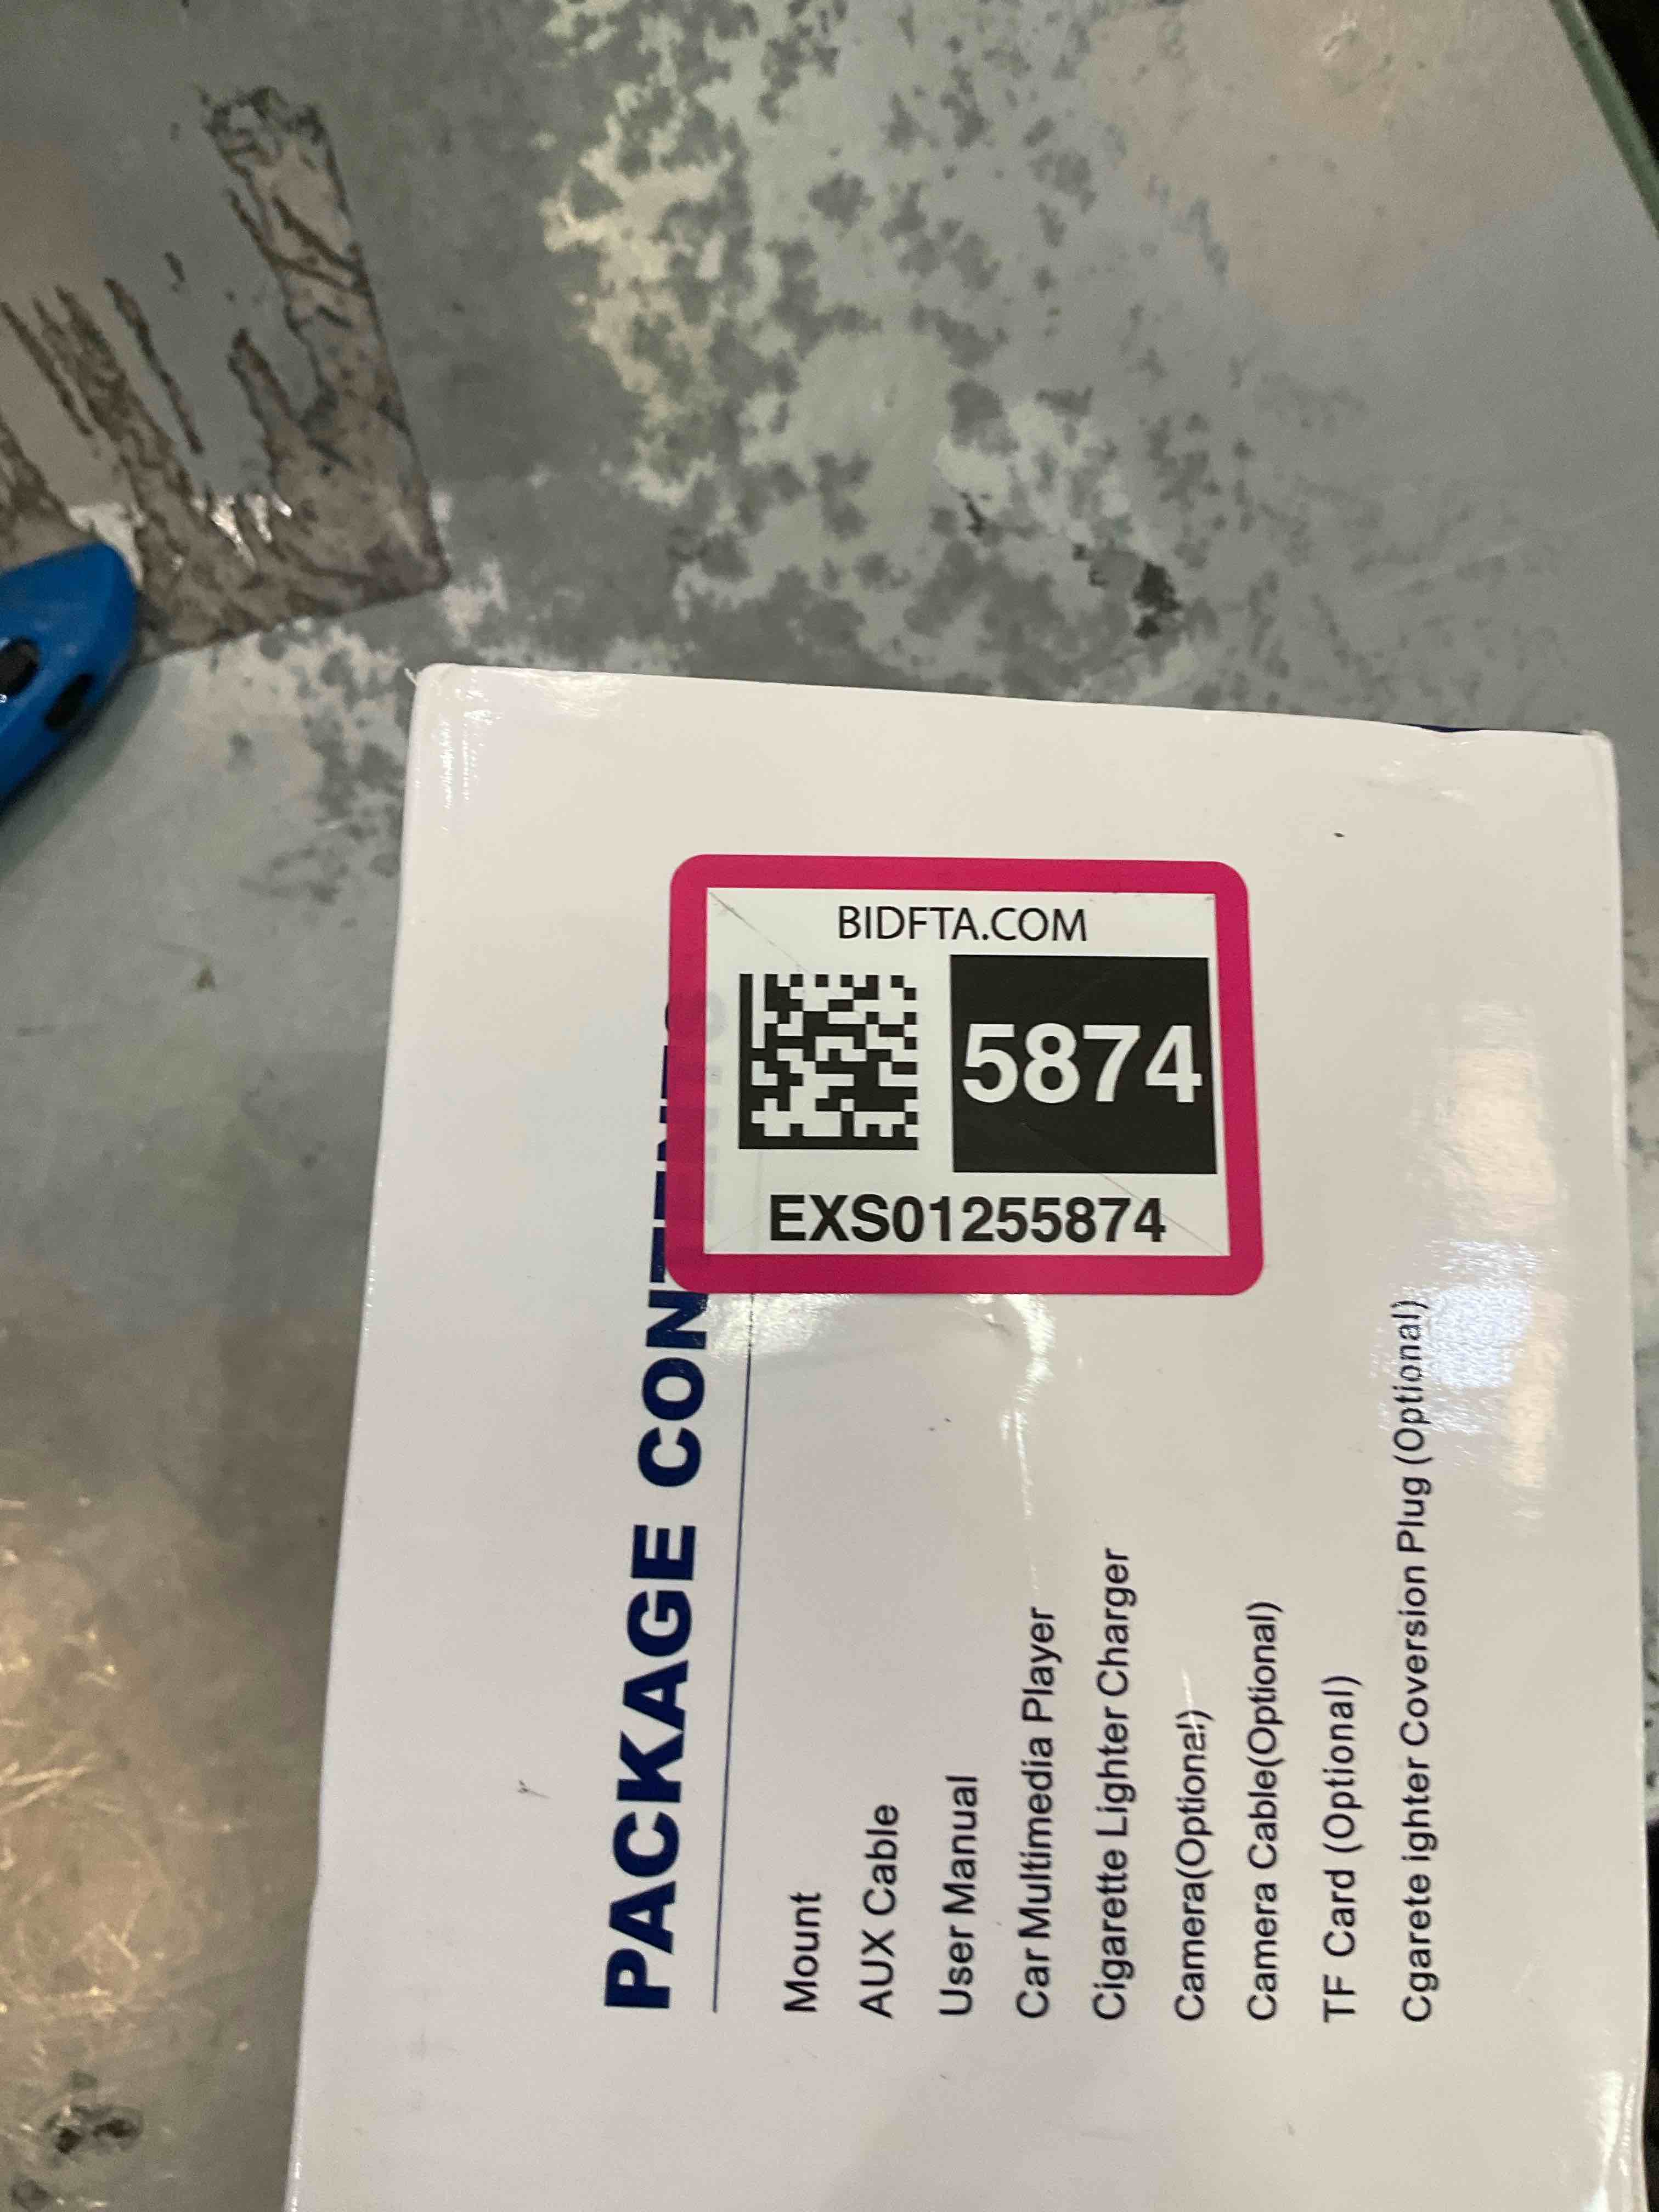 BIDFTA.COM
5874
EXS01255874
PACKAGE CONTENTS
Mount
AUX Cable
User Manual
Car Multimedia Player
Cigarette Lighter Charger
Camera(Optional)
Camera Cable(Optional)
TF Card (Optional)
Cgarete ighter Coversion Plug (Optional)